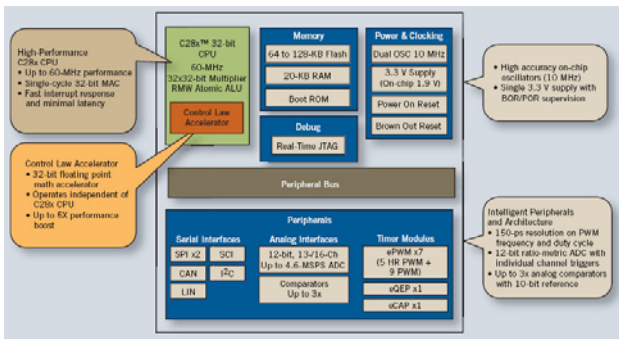 High-Performance
C28x CPU
• Up to 60-MHz performance
• Single-cycle 32-bit MAC
• Fast interrupt response
and minimal latency
Control Law Accelerator
• 32-bit floating point
math accelerator
• Operates independent of
C28x CPU
• Up to 5X performance
boost
C28x™ 32-bit
CPU
60-MHz
32x32-bit Multiplier
RMW Atomic ALU
Control Law
Accelerator
Memory
64 to 128-KB Flash
20-KB RAM
Boot ROM
Debug
Real-Time JTAG
Power & Clocking
Dual OSC 10 MHz
3.3 V Supply
(On-chip 1.9 V)
Power On Reset
Brown Out Reset
• High accuracy on-chip
oscillators (10 MHz)
• Single 3.3 V supply with
BOR/POR supervision
Peripheral Bus
Peripherals
Serial Interfaces
SPI x2
SCI
CAN
I²C
LIN
Analog Interfaces
12-bit, 13-/16-Ch
Up to 4.6-MSPS ADC
Comparators
Up to 3x
Timer Modules
ePWM x7
(5 HR PWM +
9 PWM)
eQEP x1
eCAP x1
Intelligent Peripherals
and Architecture
• 150-ps resolution on PWM
frequency and duty cycle
• 12-bit ratio-metric ADC with
individual channel triggers
• Up to 3x analog comparators
with 10-bit reference